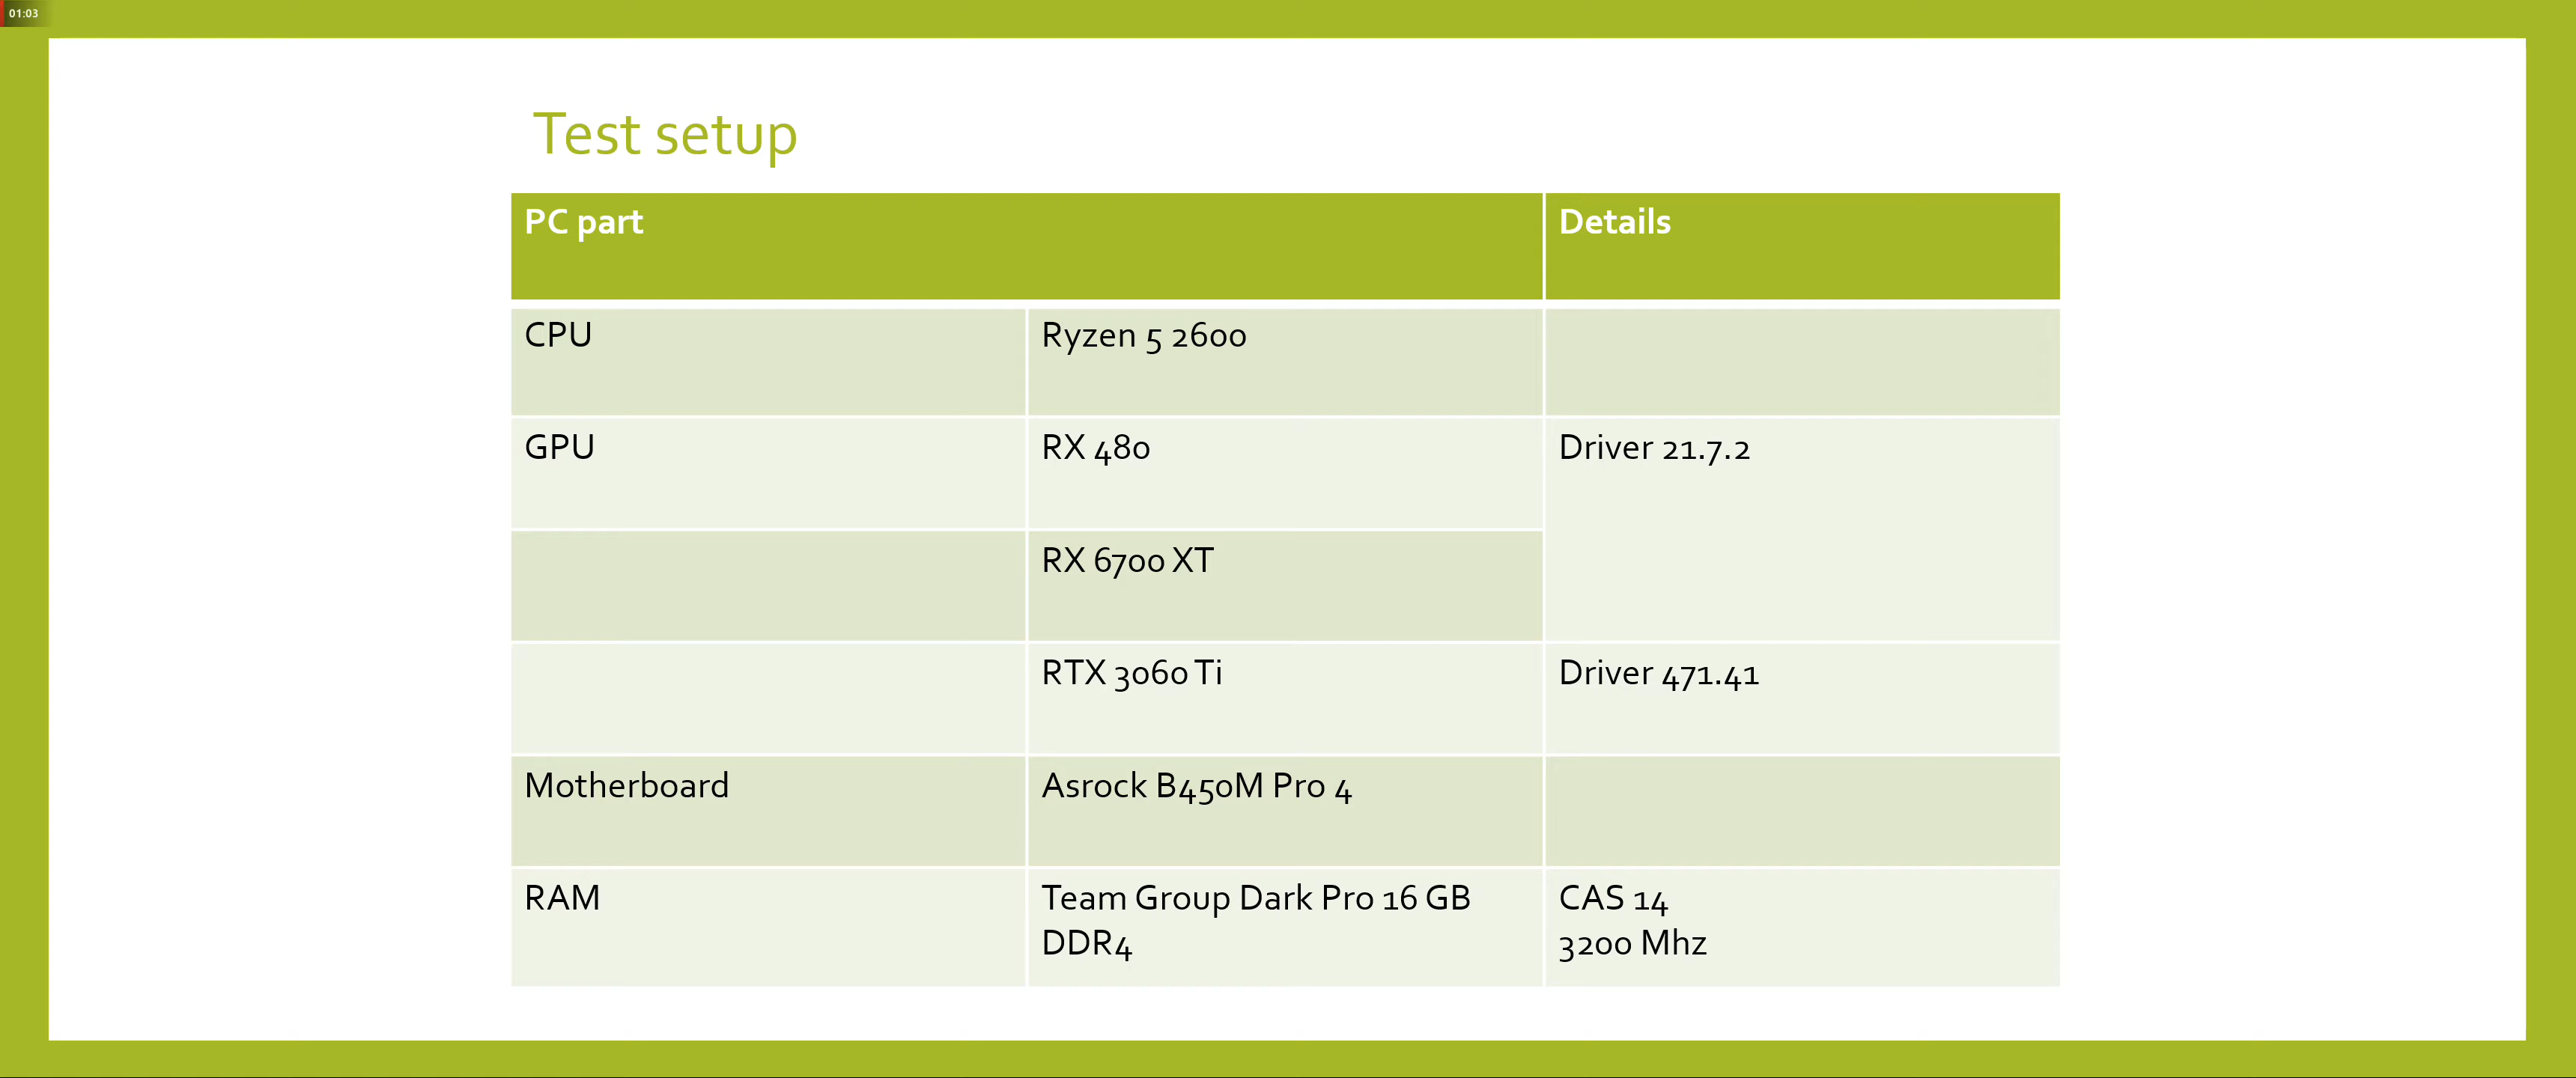 01:03
Test setup
PC part Details
CPU Ryzen 5 2600
GPU RX 480 Driver 21.7.2
RX 6700 XT
RTX 3060 Ti Driver 471.41
Motherboard Asrock B450M Pro 4
RAM Team Group Dark Pro 16 GB CAS 14
DDR4 3200 Mhz